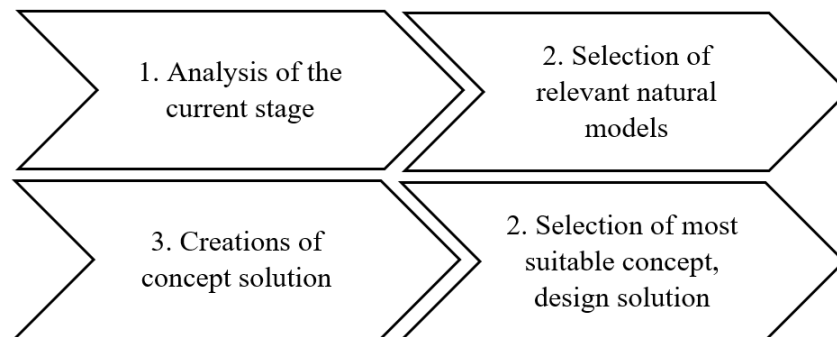 1. Analysis of the
current stage
2. Selection of
relevant natural
models
3. Creations of
concept solution
2. Selection of most
suitable concept,
design solution